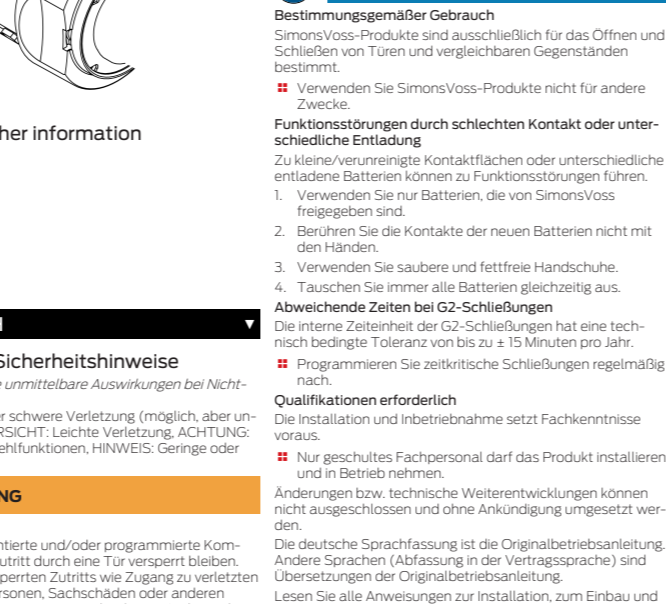 her information
H ▼
Sicherheitshinweise
e unmittelbare Auswirkungen bei Nicht-
er schwere Verletzung (möglich, aber un-
RSICHT: Leichte Verletzung, ACHTUNG:
ehlfunktionen, HINWEIS: Geringe oder
NG
ntierte und/oder programmierte Kom-
utritt durch eine Tür versperrt bleiben.
perrten Zutritts wie Zugang zu verletzten
rsonen, Sachschäden oder anderen
Bestimmungsgemäßer Gebrauch
SimonsVoss-Produkte sind ausschließlich für das Öffnen und
Schließen von Türen und vergleichbaren Gegenständen
bestimmt.
Verwenden Sie SimonsVoss-Produkte nicht für andere
Zwecke.
Funktionsstörungen durch schlechten Kontakt oder unter-
schiedliche Entladung
Zu kleine/verunreinigte Kontaktflächen oder unterschiedliche
entladene Batterien können zu Funktionsstörungen führen.
1. Verwenden Sie nur Batterien, die von SimonsVoss
freigegeben sind.
2. Berühren Sie die Kontakte der neuen Batterien nicht mit
den Händen.
3. Verwenden Sie saubere und fettfreie Handschuhe.
4. Tauschen Sie immer alle Batterien gleichzeitig aus.
Abweichende Zeiten bei G2-Schließungen
Die interne Zeiteinheit der G2-Schließungen hat eine tech-
nisch bedingte Toleranz von bis zu ± 15 Minuten pro Jahr.
Programmieren Sie zeitkritische Schließungen regelmäßig
nach.
Qualifikationen erforderlich
Die Installation und Inbetriebnahme setzt Fachkenntnisse
voraus.
Nur geschultes Fachpersonal darf das Produkt installieren
und in Betrieb nehmen.
Änderungen bzw. technische Weiterentwicklungen können
nicht ausgeschlossen und ohne Ankündigung umgesetzt wer-
den.
Die deutsche Sprachfassung ist die Originalbetriebsanleitung.
Andere Sprachen (Abfassung in der Vertragssprache) sind
Übersetzungen der Originalbetriebsanleitung.
Lesen Sie alle Anweisungen zur Installation, zum Einbau und